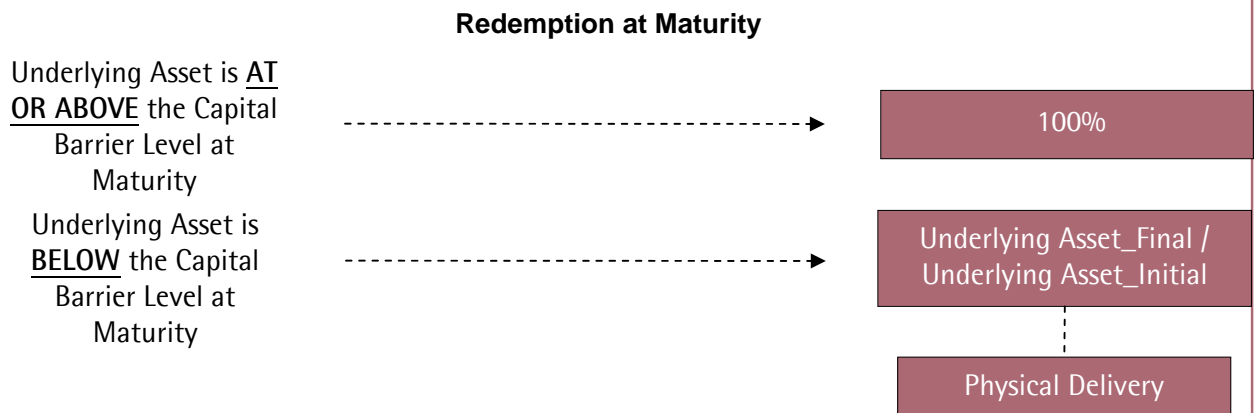 Redemption at Maturity
Underlying Asset is AT
OR ABOVE the Capital
Barrier Level at
Maturity
100%
Underlying Asset is
BELOW the Capital
Barrier Level at
Maturity
Underlying Asset_Final /
Underlying Asset_Initial
Physical Delivery